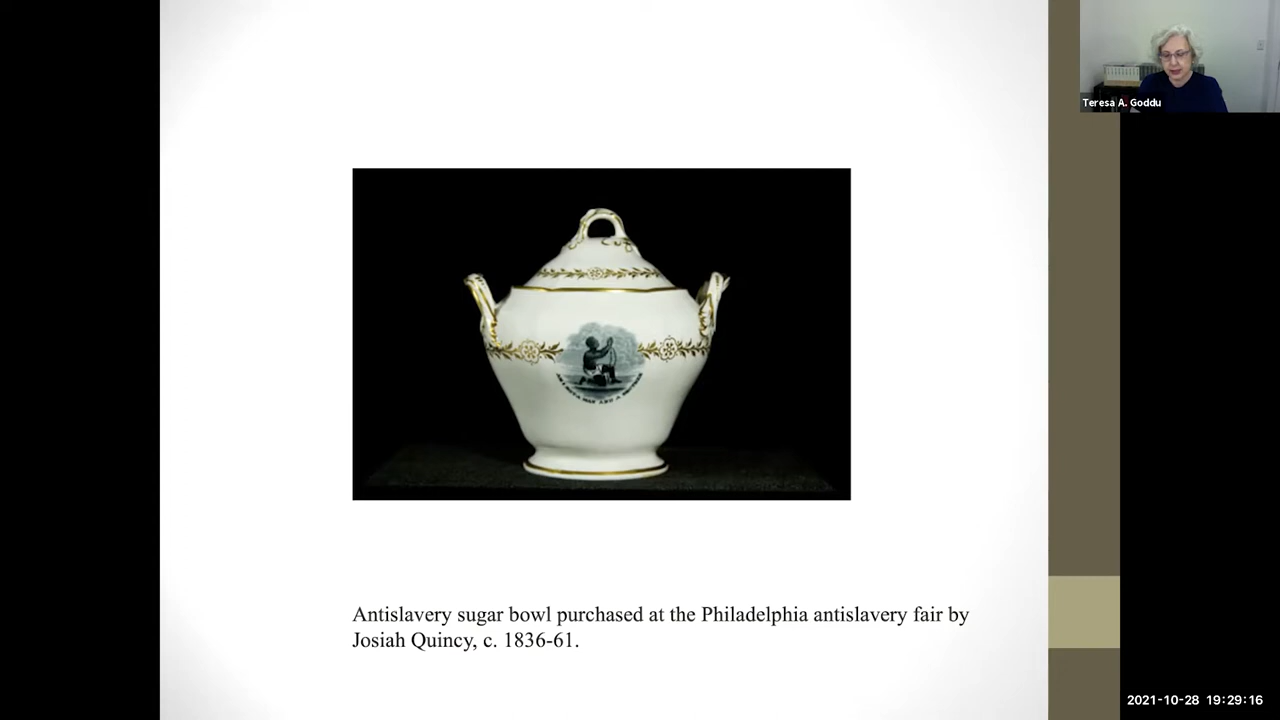 Teresa A. Goddu
Antislavery sugar bowl purchased at the Philadelphia antislavery fair by
Josiah Quincy, c. 1836-61.
2021-10-28 19:29:16